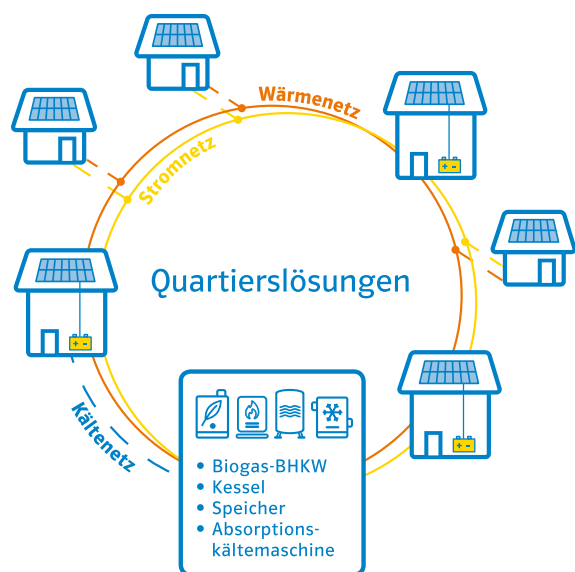 Wärmenetz
Stromnetz
Quartierslösungen
Kältenetz
• Biogas-BHKW
• Kessel
• Speicher
• Absorptions-
kältemaschine